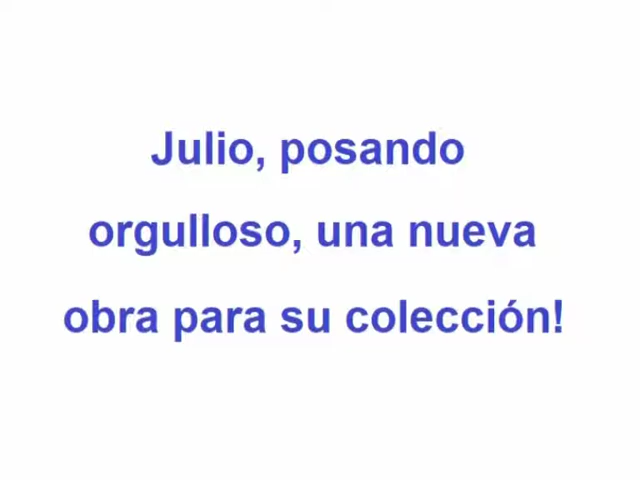 Julio, posando
orgulloso, una nueva
obra para su colección!